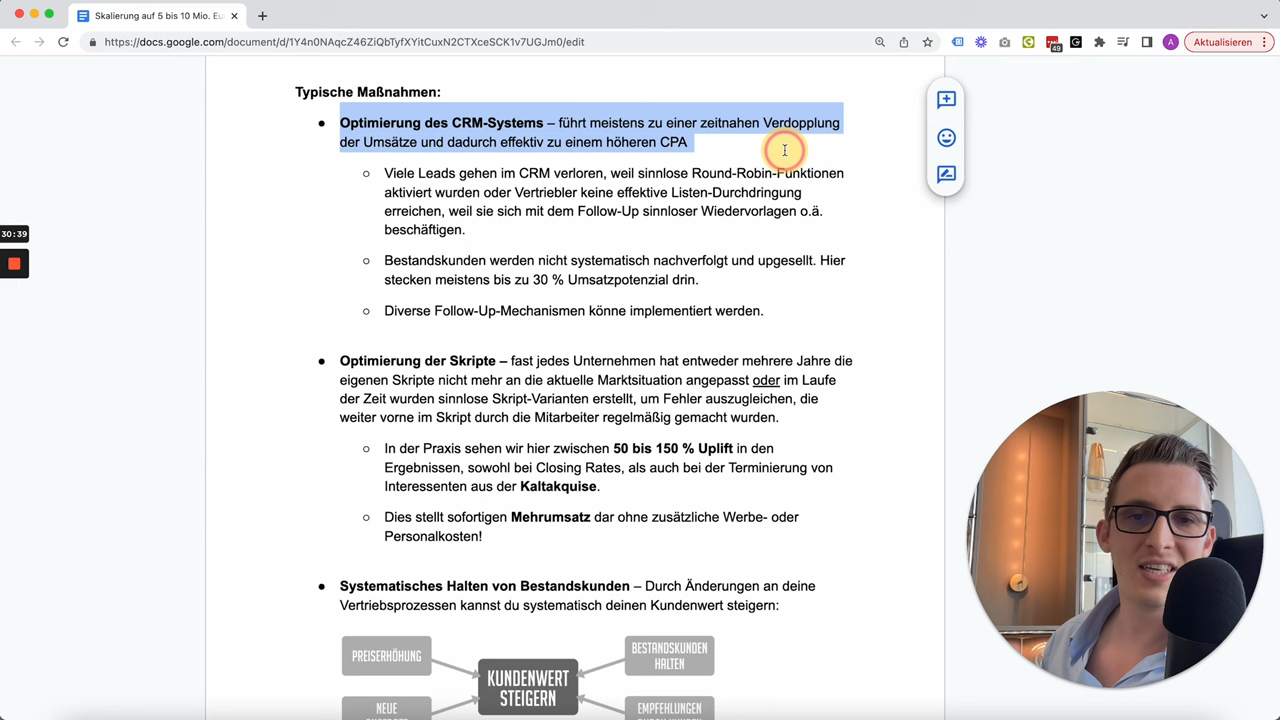 Skalierung auf 5 bis 10 Mio. Eu
https://docs.google.com/document/d/1Y4n0NAqcZ46ZiQbTyfXYitCuxN2CTXceSCK1v7UGJm0/edit
49
A
Aktualisieren
Typische Maßnahmen:
● Optimierung des CRM-Systems – führt meistens zu einer zeitnahen Verdopplung
der Umsätze und dadurch effektiv zu einem höheren CPA
○ Viele Leads gehen im CRM verloren, weil sinnlose Round-Robin-Funktionen
aktiviert wurden oder Vertriebler keine effektive Listen-Durchdringung
erreichen, weil sie sich mit dem Follow-Up sinnloser Wiedervorlagen o.ä.
beschäftigen.
30:39
○ Bestandskunden werden nicht systematisch nachverfolgt und upgesellt. Hier
stecken meistens bis zu 30 % Umsatzpotenzial drin.
○ Diverse Follow-Up-Mechanismen könne implementiert werden.
● Optimierung der Skripte – fast jedes Unternehmen hat entweder mehrere Jahre die
eigenen Skripte nicht mehr an die aktuelle Marktsituation angepasst oder im Laufe
der Zeit wurden sinnlose Skript-Varianten erstellt, um Fehler auszugleichen, die
weiter vorne im Skript durch die Mitarbeiter regelmäßig gemacht wurden.
○ In der Praxis sehen wir hier zwischen 50 bis 150 % Uplift in den
Ergebnissen, sowohl bei Closing Rates, als auch bei der Terminierung von
Interessenten aus der Kaltakquise.
○ Dies stellt sofortigen Mehrumsatz dar ohne zusätzliche Werbe- oder
Personalkosten!
● Systematisches Halten von Bestandskunden – Durch Änderungen an deine
Vertriebsprozessen kannst du systematisch deinen Kundenwert steigern:
PREISERHÖHUNG
BESTANDSKUNDEN
HALTEN
KUNDENWERT
STEIGERN
NEUE
EMPFEHLUNGEN